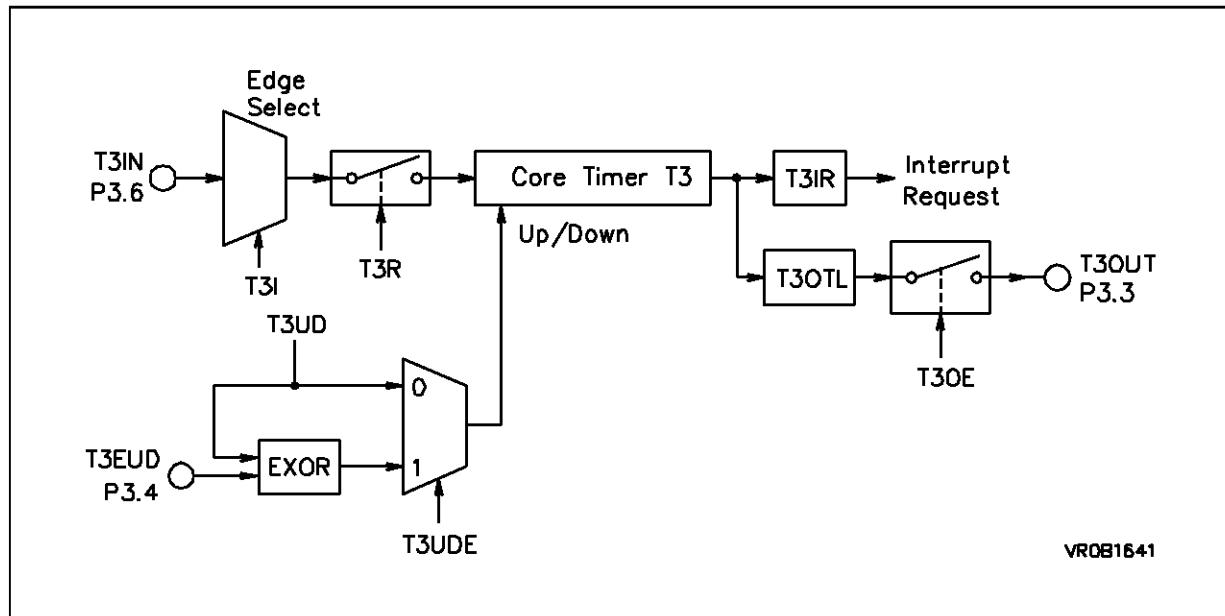 Edge
Select
T3IN
P3.6
Core Timer T3
T3IR
Interrupt
Request
Up/Down
T3I
T3R
T3OTL
T3OUT
P3.3
T3OE
T3UD
0
T3EUD
P3.4
EXOR
1
T3UDE
VR0B1641